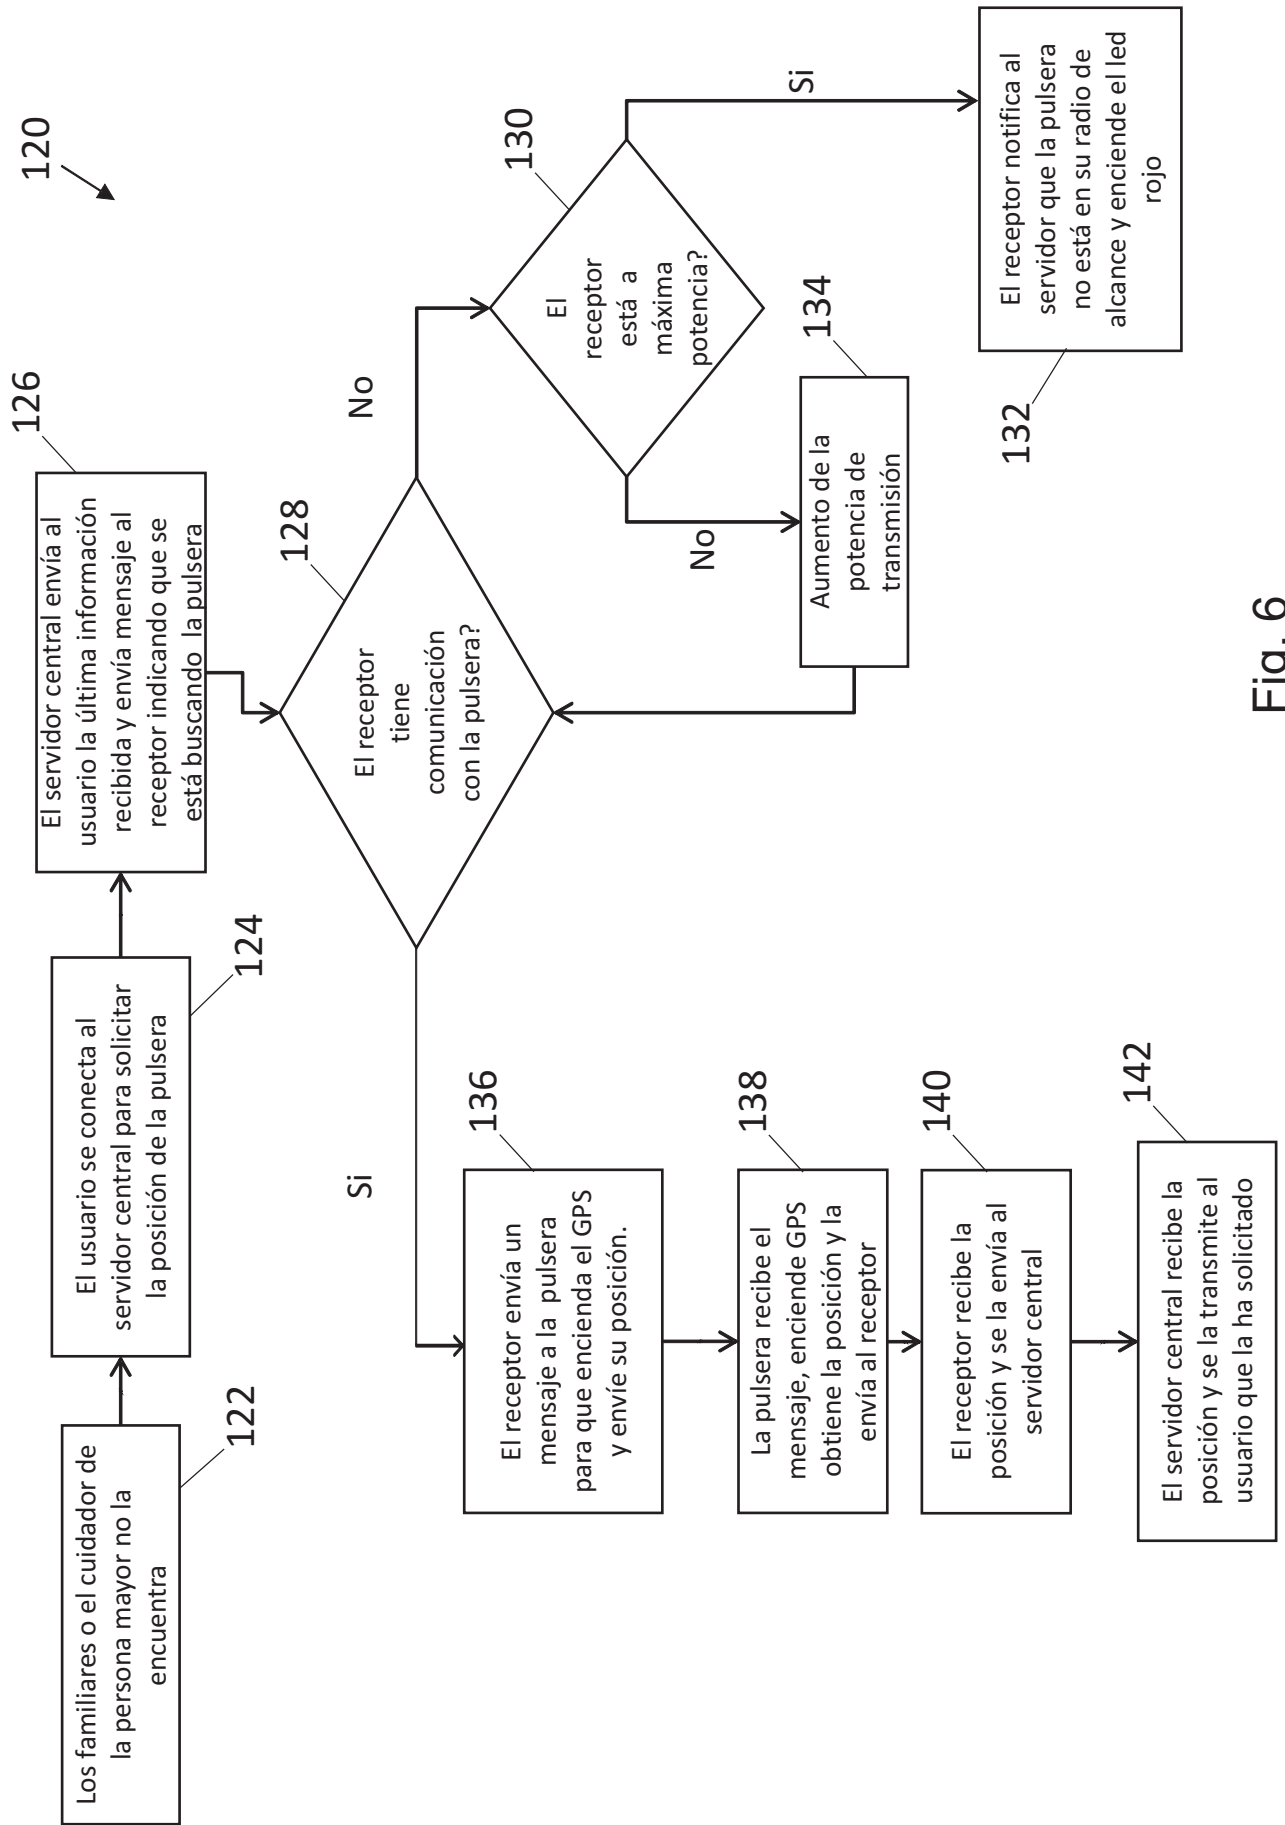 120
Los familiares o el cuidador de
la persona mayor no la
encuentra
122
El usuario se conecta al
servidor central para solicitar
la posición de la pulsera
124
El servidor central envía al
usuario la última información
recibida y envía mensaje al
receptor indicando que se
está buscando la pulsera
126
El receptor
tiene
comunicación
con la pulsera?
128
No
El
receptor
está a
máxima
potencia?
130
Si
El receptor notifica al
servidor que la pulsera
no está en su radio de
alcance y enciende el led
rojo
132
No
Aumento de la
potencia de
transmisión
134
Si
El receptor envía un
mensaje a la pulsera
para que encienda el GPS
y envíe su posición.
136
La pulsera recibe el
mensaje, enciende GPS
obtiene la posición y la
envía al receptor
138
El receptor recibe la
posición y se la envía al
servidor central
140
El servidor central recibe la
posición y se la transmite al
usuario que la ha solicitado
142
Fig. 6